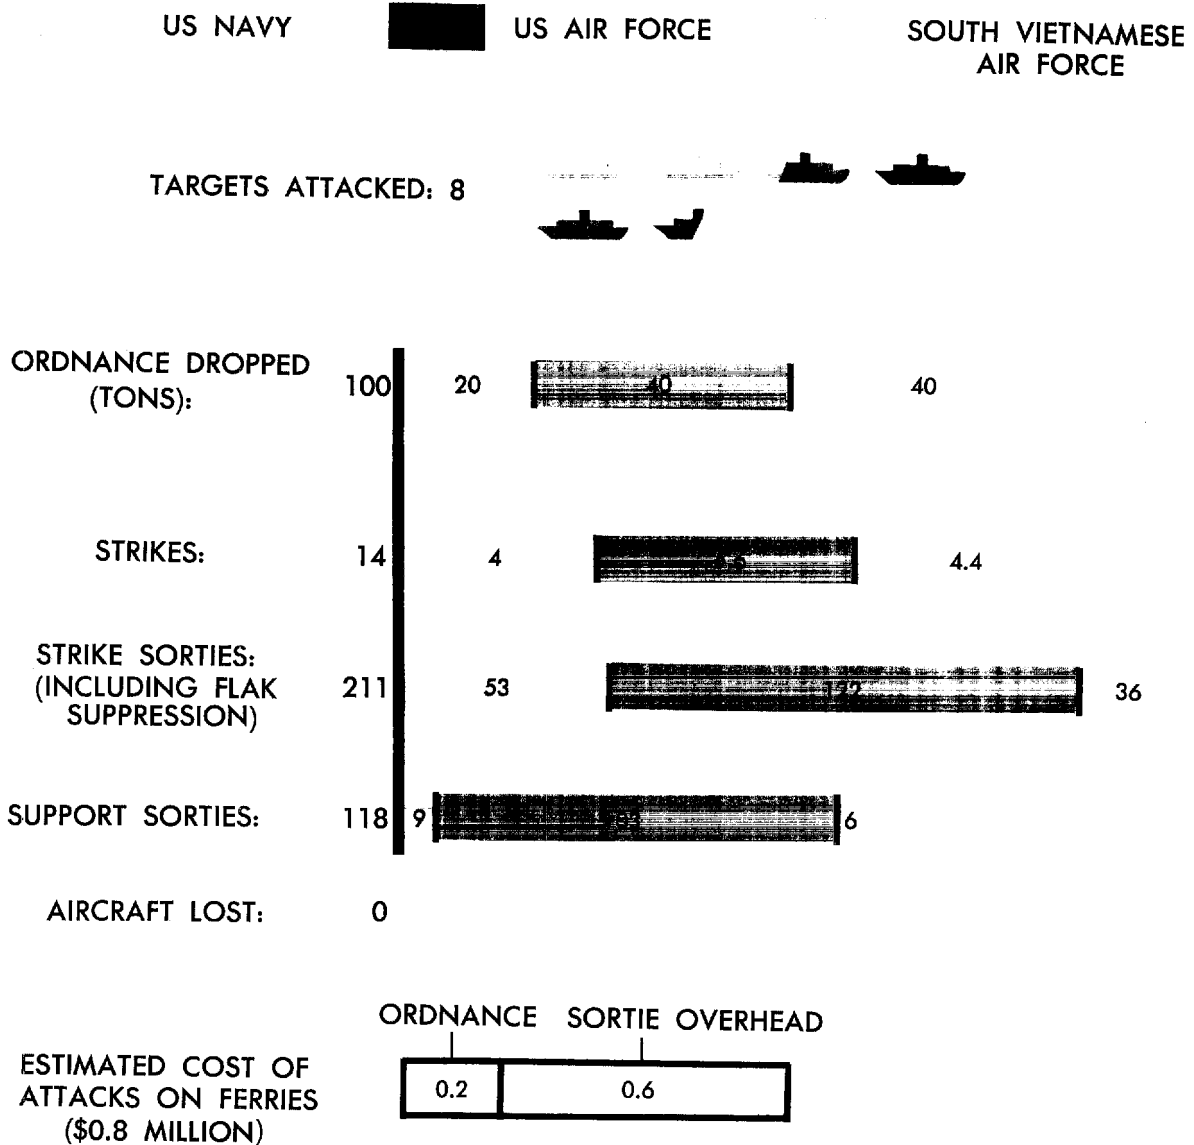 US NAVY
US AIR FORCE
SOUTH VIETNAMESE
AIR FORCE
TARGETS ATTACKED: 8
ORDNANCE DROPPED
(TONS):
100
20
40
40
STRIKES:
14
4
4.4
STRIKE SORTIES:
(INCLUDING FLAK
SUPPRESSION)
211
53
122
36
SUPPORT SORTIES:
118
9
6
AIRCRAFT LOST:
0
ORDNANCE
SORTIE OVERHEAD
ESTIMATED COST OF
ATTACKS ON FERRIES
($0.8 MILLION)
0.2
0.6